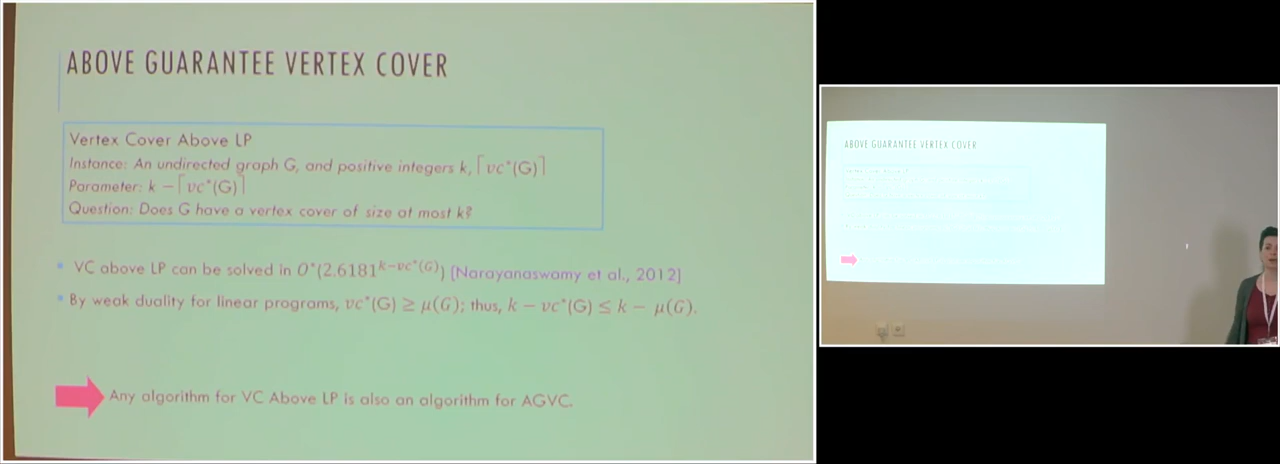 ABOVE GUARANTEE VERTEX COVER
Vertex Cover Above LP
Instance: An undirected graph G, and positive integers k, ⌈vc*(G)⌉
Parameter: k − ⌈vc*(G)⌉
Question: Does G have a vertex cover of size at most k?
• VC above LP can be solved in O*(2.6181^{k−vc*(G)}) [Narayanaswamy et al., 2012]
• By weak duality for linear programs, vc*(G) ≥ μ(G); thus, k − vc*(G) ≤ k − μ(G).
Any algorithm for VC Above LP is also an algorithm for AGVC.
ABOVE GUARANTEE VERTEX COVER